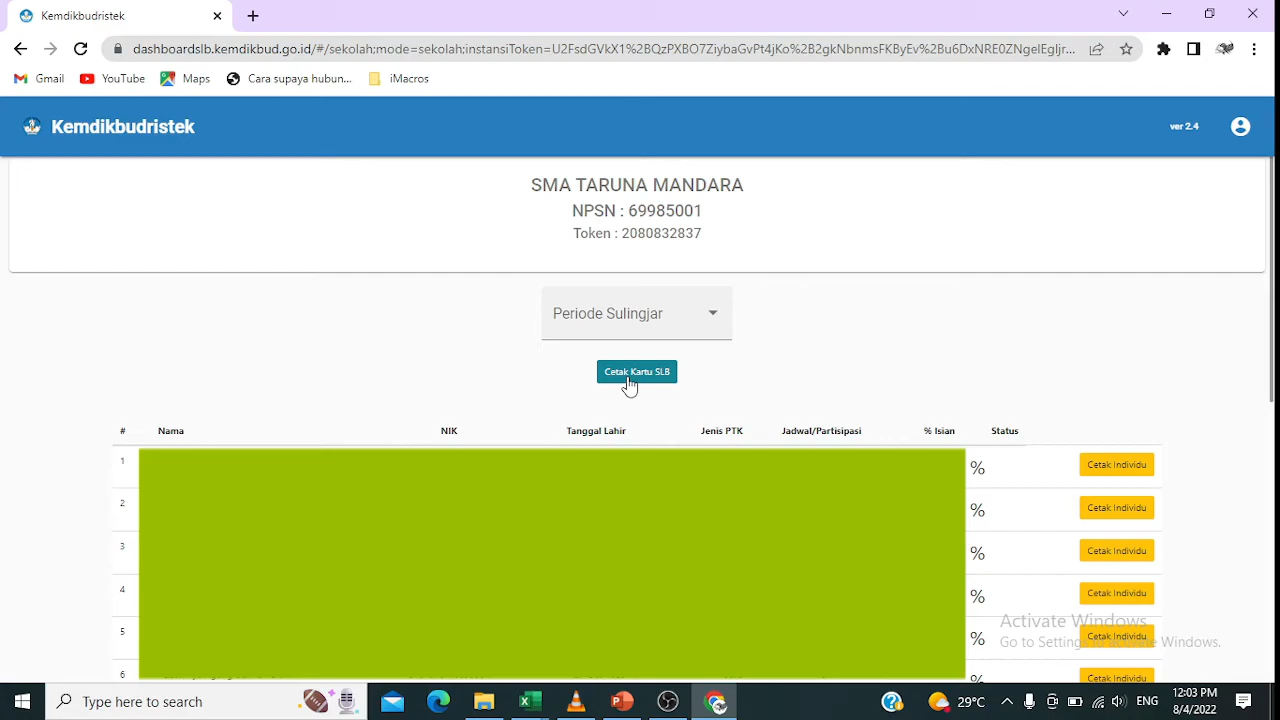 Kemdikbudristek
dashboardslb.kemdikbud.go.id/#/sekolah;mode=sekolah;instansiToken=U2FsdGVkX1%2BQzPXBO7ZiybaGvPt4jKo%2B2gkNbnmsFKByEv%2Bu6DxNRE0ZNgelEgljr...
Gmail YouTube Maps Cara supaya hubun... iMacros
Kemdikbudristek ver 2.4
SMA TARUNA MANDARA
NPSN : 69985001
Token : 2080832837
Periode Sulingjar
Cetak Kartu SLB
# Nama NIK Tanggal Lahir Jenis PTK Jadwal/Partisipasi % Isian Status
1 % Cetak Individu
2 % Cetak Individu
3 % Cetak Individu
4 % Cetak Individu
Activate Windows
5 % Cetak Individu
Go to Settings to activate Windows.
6 % Cetak Individu
Type here to search 29°C ENG 12:03 PM
8/4/2022